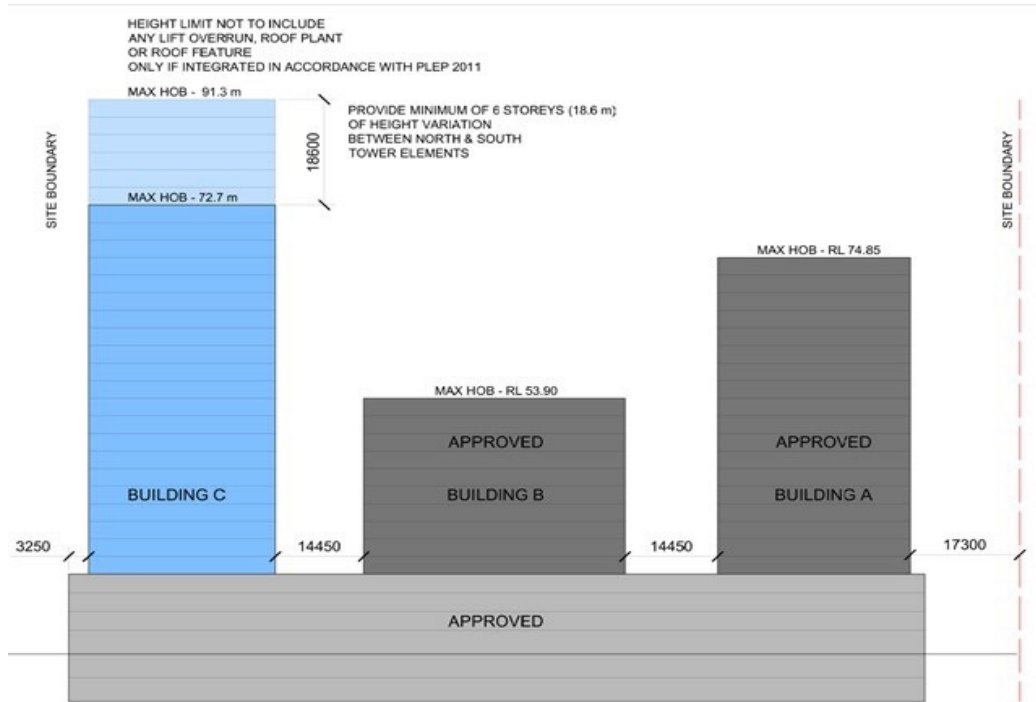 HEIGHT LIMIT NOT TO INCLUDE
ANY LIFT OVERRUN, ROOF PLANT
OR ROOF FEATURE
ONLY IF INTEGRATED IN ACCORDANCE WITH PLEP 2011
MAX HOB - 91.3 m
PROVIDE MINIMUM OF 6 STOREYS (18.6 m)
OF HEIGHT VARIATION
BETWEEN NORTH & SOUTH
TOWER ELEMENTS
18600
SITE BOUNDARY
SITE BOUNDARY
MAX HOB - 72.7 m
MAX HOB - RL 74.85
MAX HOB - RL 53.90
APPROVED
APPROVED
BUILDING C
BUILDING B
BUILDING A
3250
14450
14450
17300
APPROVED